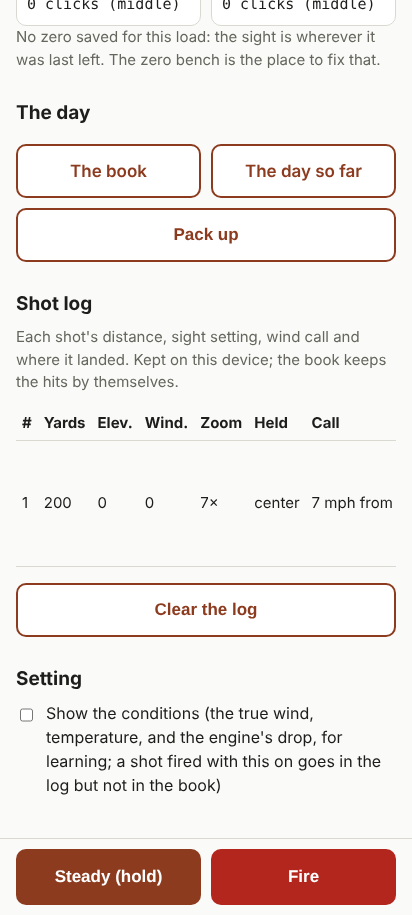 0 clicks (middle) 0 clicks (middle)
No zero saved for this load: the sight is wherever it
was last left. The zero bench is the place to fix that.
The day
The book The day so far
Pack up
Shot log
Each shot's distance, sight setting, wind call and
where it landed. Kept on this device; the book keeps
the hits by themselves.
# Yards Elev. Wind. Zoom Held Call
1 200 0 0 7× center 7 mph from
Clear the log
Setting
Show the conditions (the true wind,
temperature, and the engine's drop, for
learning; a shot fired with this on goes in the
log but not in the book)
Steady (hold) Fire